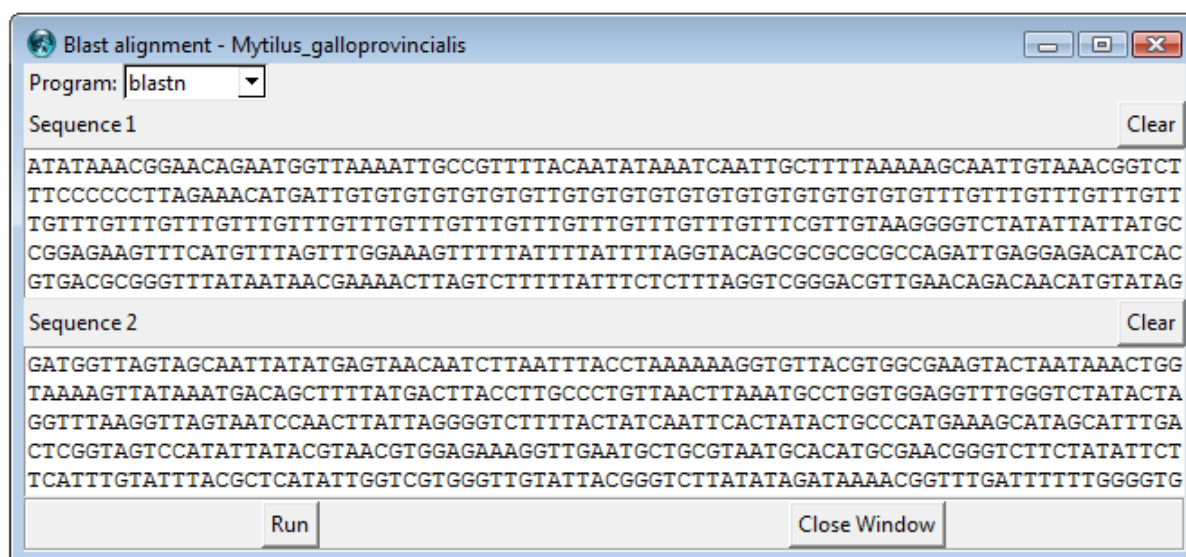 Blast alignment - Mytilus_galloprovincialis
Program: blastn
Sequence 1 Clear
ATATAAACGGAACAGAATGGTTAAAATTGCCGTTTTACAATATAAATCAATTGCTTTTAAAAAGCAATTGTAAACGGTCT
TTCCCCCCTTAGAAACATGATTGTGTGTGTGTGTGTTGTGTGTGTGTGTGTGTGTGTGTGTGTTTGTTTGTTTGTTTGTT
TGTTTGTTTGTTTGTTTGTTTGTTTGTTTGTTTGTTTGTTTGTTTGTTTGTTTCGTTGTAAGGGGTCTATATTATTATGC
CGGAGAAGTTTCATGTTTAGTTTGGAAAGTTTTTATTTTATTTTAGGTACAGCGCGCGCGCCAGATTGAGGAGACATCAC
GTGACGCGGGTTTATAATAACGAAAACTTAGTCTTTTTATTTCTCTTTAGGTCGGGACGTTGAACAGACAACATGTATAG
Sequence 2 Clear
GATGGTTAGTAGCAATTATATGAGTAACAATCTTAATTTACCTAAAAAAGGTGTTACGTGGCGAAGTACTAATAAACTGG
TAAAAGTTATAAATGACAGCTTTTATGACTTACCTTGCCCTGTTAACTTAAATGCCTGGTGGAGGTTTGGGTCTATACTA
GGTTTAAGGTTAGTAATCCAACTTATTAGGGGTCTTTTACTATCAATTCACTATACTGCCCATGAAAGCATAGCATTTGA
CTCGGTAGTCCATATTATACGTAACGTGGAGAAAGGTTGAATGCTGCGTAATGCACATGCGAACGGGTCTTCTATATTCT
TCATTTGTATTTACGCTCATATTGGTCGTGGGTTGTATTACGGGTCTTATATAGATAAAACGGTTTGATTTTTTGGGGTG
Run Close Window